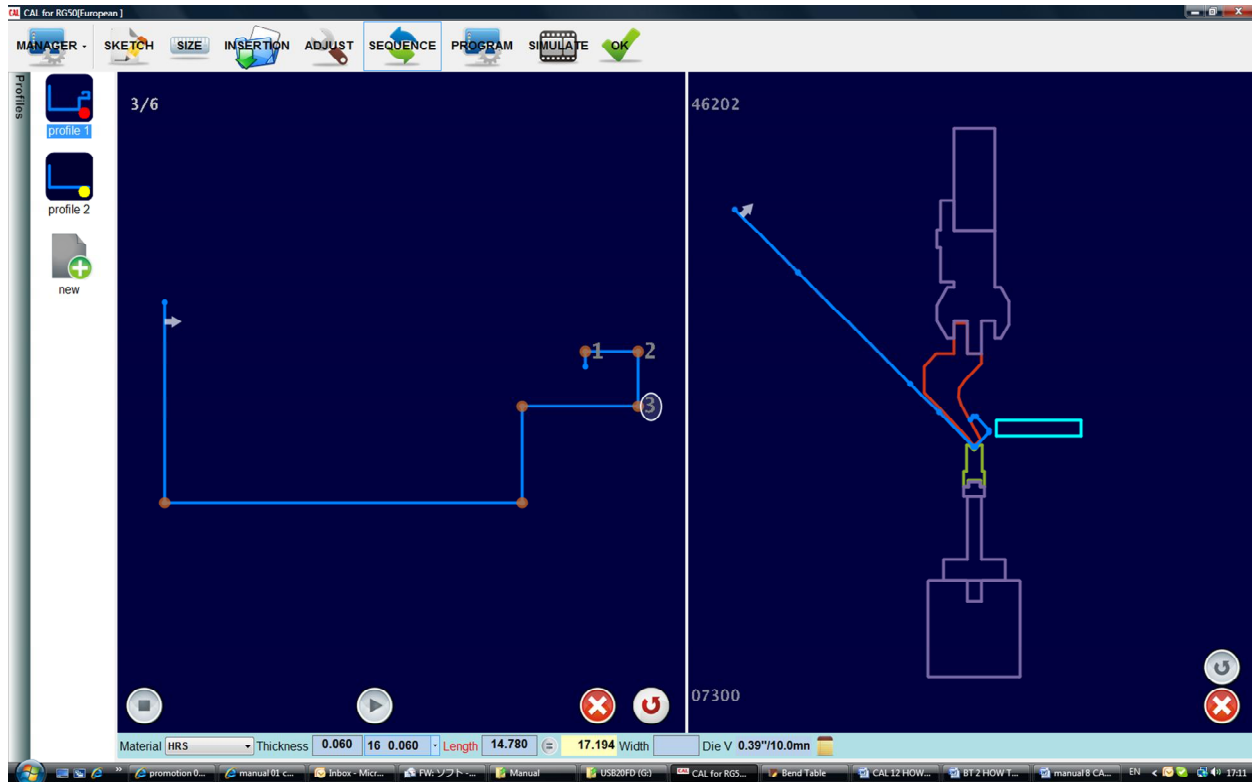 CAL CAL for RG50[European ]
MANAGER SKETCH SIZE INSERTION ADJUST SEQUENCE PROGRAM SIMULATE OK
Profiles
profile 1
profile 2
new
3/6
1
2
3
46202
07300
Material HRS Thickness 0.060 16 0.060 Length 14.780 = 17.194 Width Die V 0.39"/10.0mn
promotion 0... manual 01 c... Inbox - Micr... FW: ソフト -... Manual USB20FD (G:) CAL for RG5... Bend Table CAL 12 HOW... BT 2 HOW T... manual 8 CA... EN 17:11